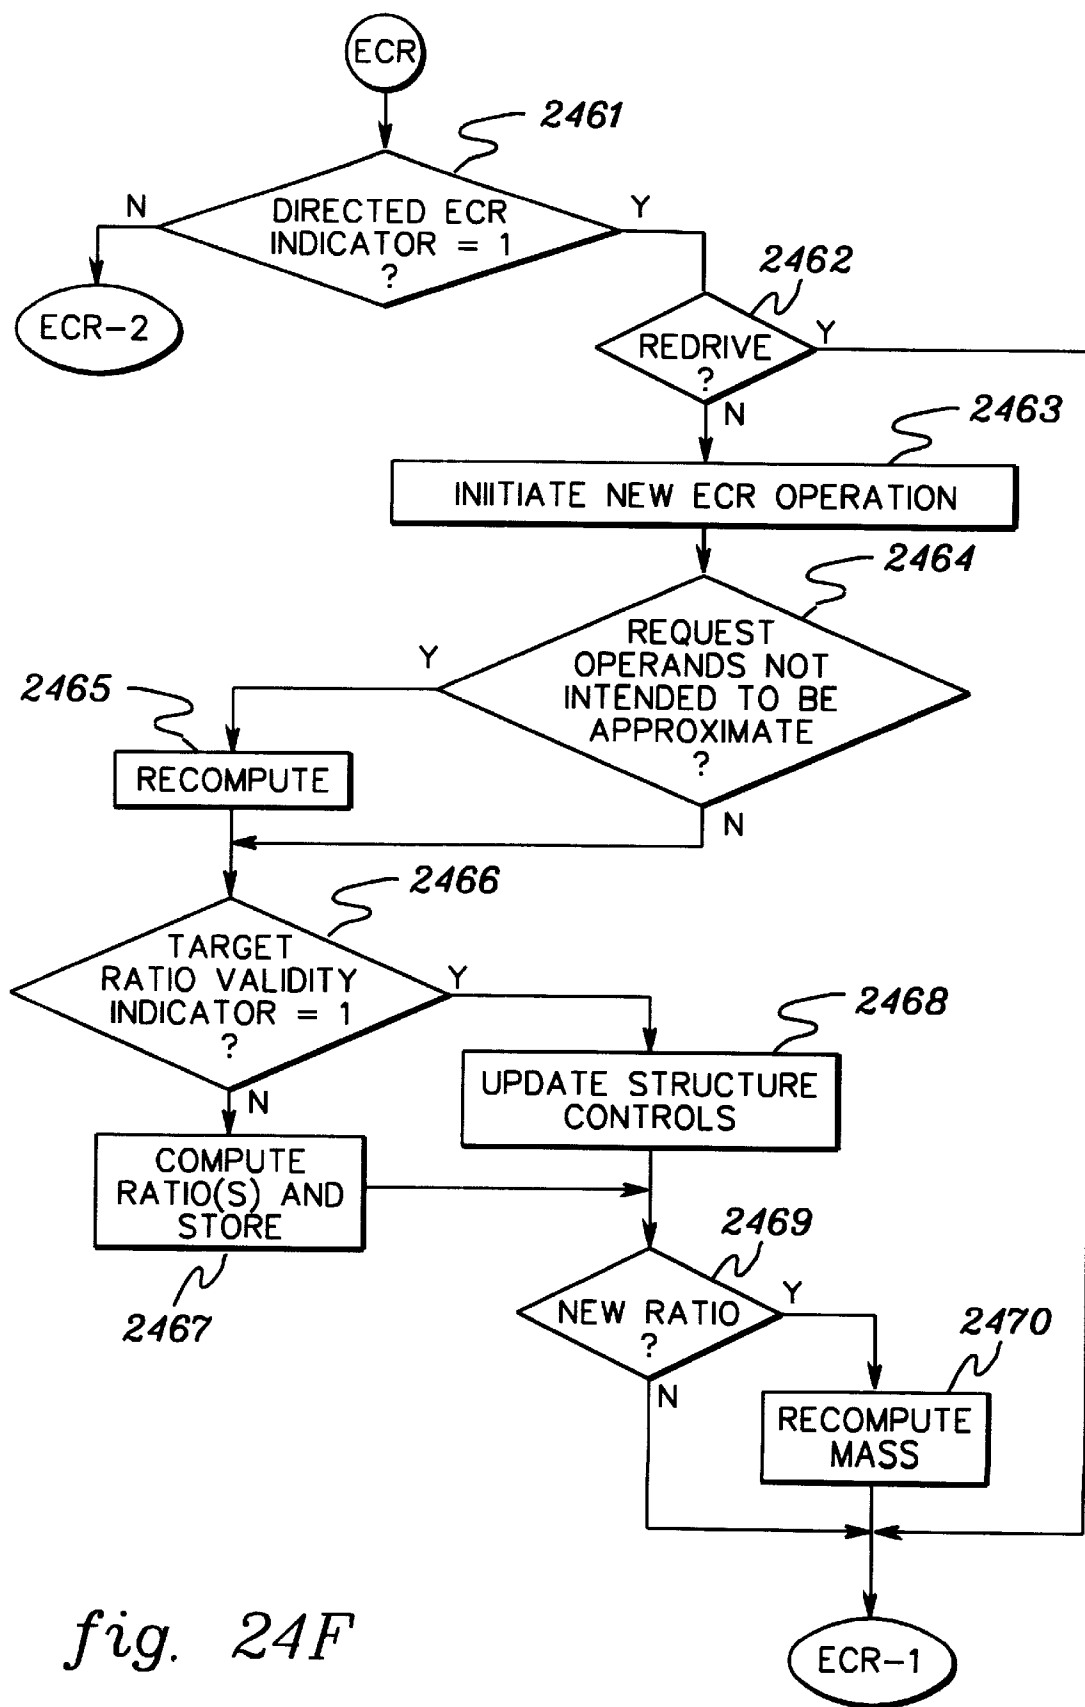 ECR
2461
N
DIRECTED ECR
INDICATOR = 1
?
Y
2462
ECR-2
REDRIVE
?
Y
N
2463
INIITIATE NEW ECR OPERATION
2464
Y
REQUEST
OPERANDS NOT
INTENDED TO BE
APPROXIMATE
?
2465
RECOMPUTE
N
2466
TARGET
RATIO VALIDITY
INDICATOR = 1
?
Y
2468
UPDATE STRUCTURE
CONTROLS
N
COMPUTE
RATIO(S) AND
STORE
2467
2469
NEW RATIO
?
Y
2470
N
RECOMPUTE
MASS
ECR-1
fig. 24F